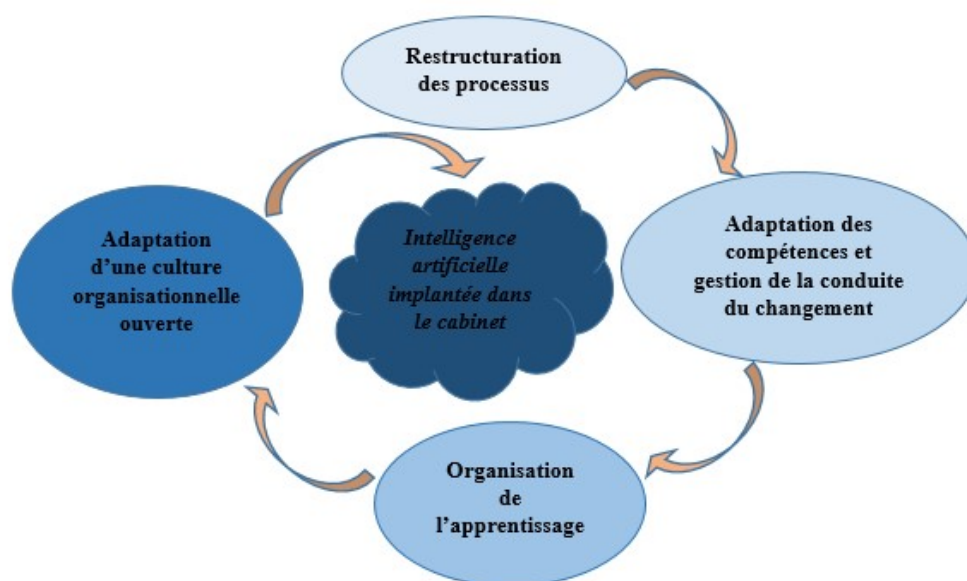 Restructuration
des processus
Adaptation des
compétences et
gestion de la conduite
du changement
Organisation
de
l’apprentissage
Adaptation
d’une culture
organisationnelle
ouverte
Intelligence
artificielle
implantée dans
le cabinet